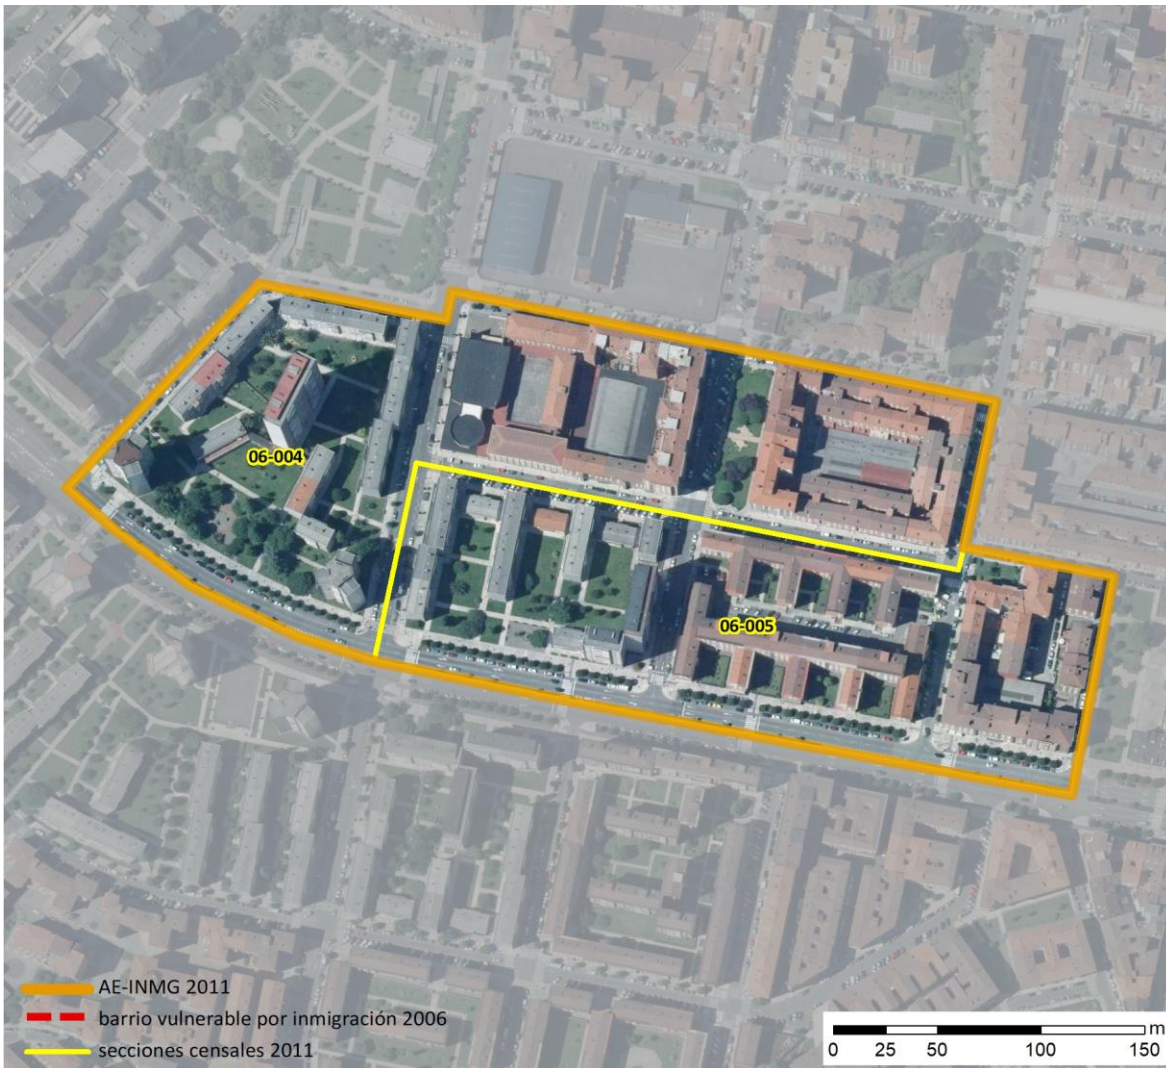 06-004
06-005
AE-INMG 2011
barrio vulnerable por inmigración 2006
secciones censales 2011
m
0 25 50 100 150